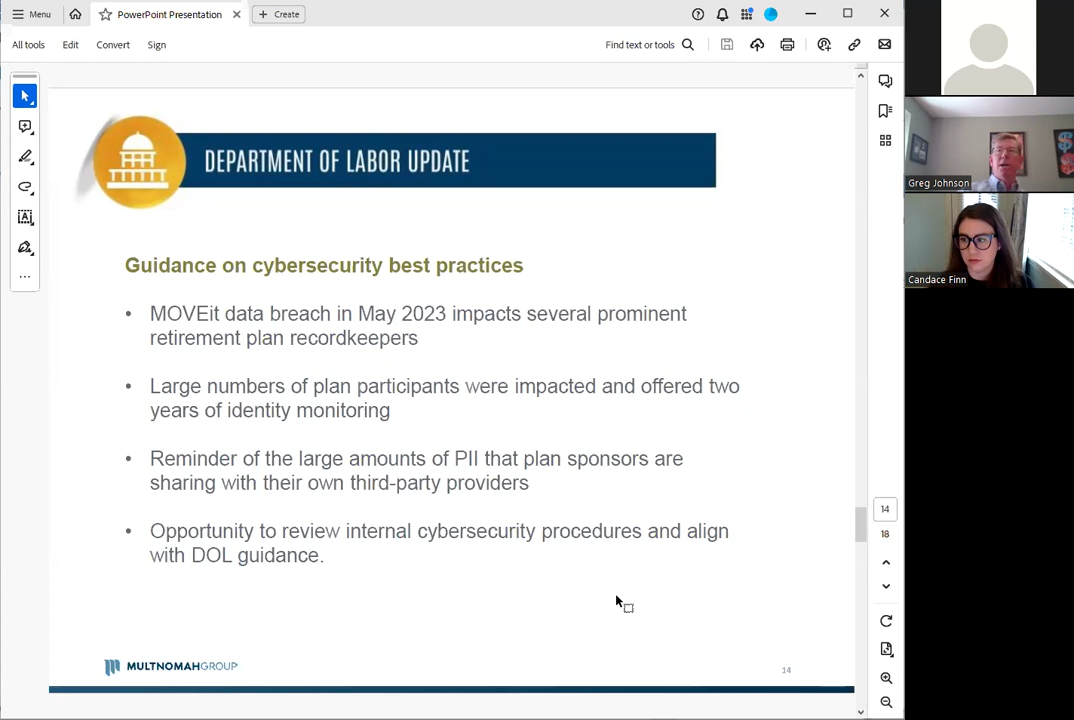 Menu
PowerPoint Presentation
Create
All tools
Edit
Convert
Sign
Find text or tools
DEPARTMENT OF LABOR UPDATE
Guidance on cybersecurity best practices
• MOVEit data breach in May 2023 impacts several prominent
retirement plan recordkeepers
• Large numbers of plan participants were impacted and offered two
years of identity monitoring
• Reminder of the large amounts of PII that plan sponsors are
sharing with their own third-party providers
• Opportunity to review internal cybersecurity procedures and align
with DOL guidance.
MULTNOMAHGROUP
14
14
18
Greg Johnson
Candace Finn